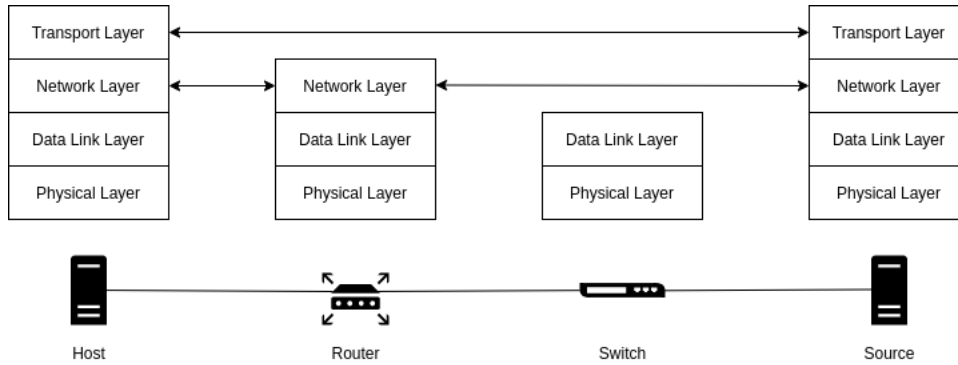 Transport Layer
Transport Layer
Network Layer
Network Layer
Network Layer
Data Link Layer
Data Link Layer
Data Link Layer
Data Link Layer
Physical Layer
Physical Layer
Physical Layer
Physical Layer
Host
Router
Switch
Source